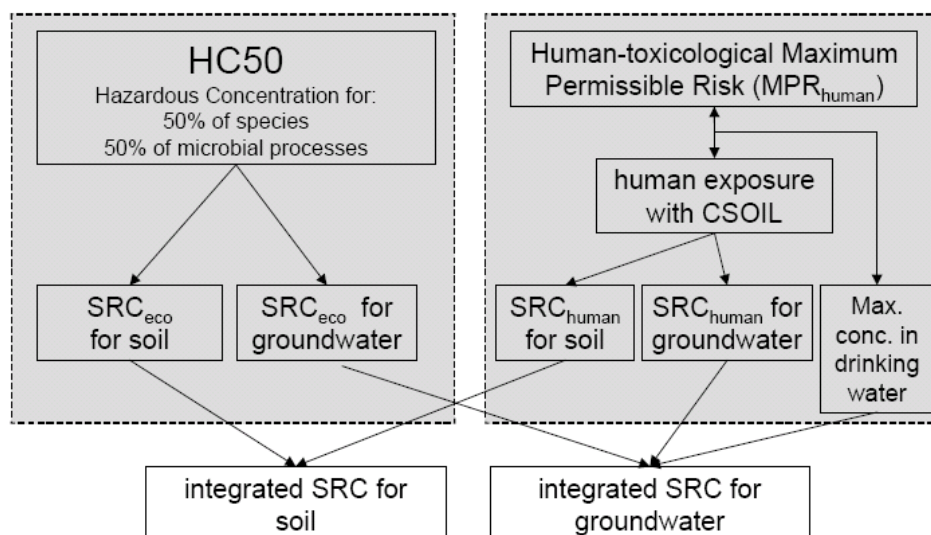 HC50
Hazardous Concentration for:
50% of species
50% of microbial processes
SRCeco
for soil
SRCeco for
groundwater
Human-toxicological Maximum
Permissible Risk (MPRhuman)
human exposure
with CSOIL
SRChuman
for soil
SRChuman for
groundwater
Max.
conc. in
drinking
water
integrated SRC for
soil
integrated SRC for
groundwater